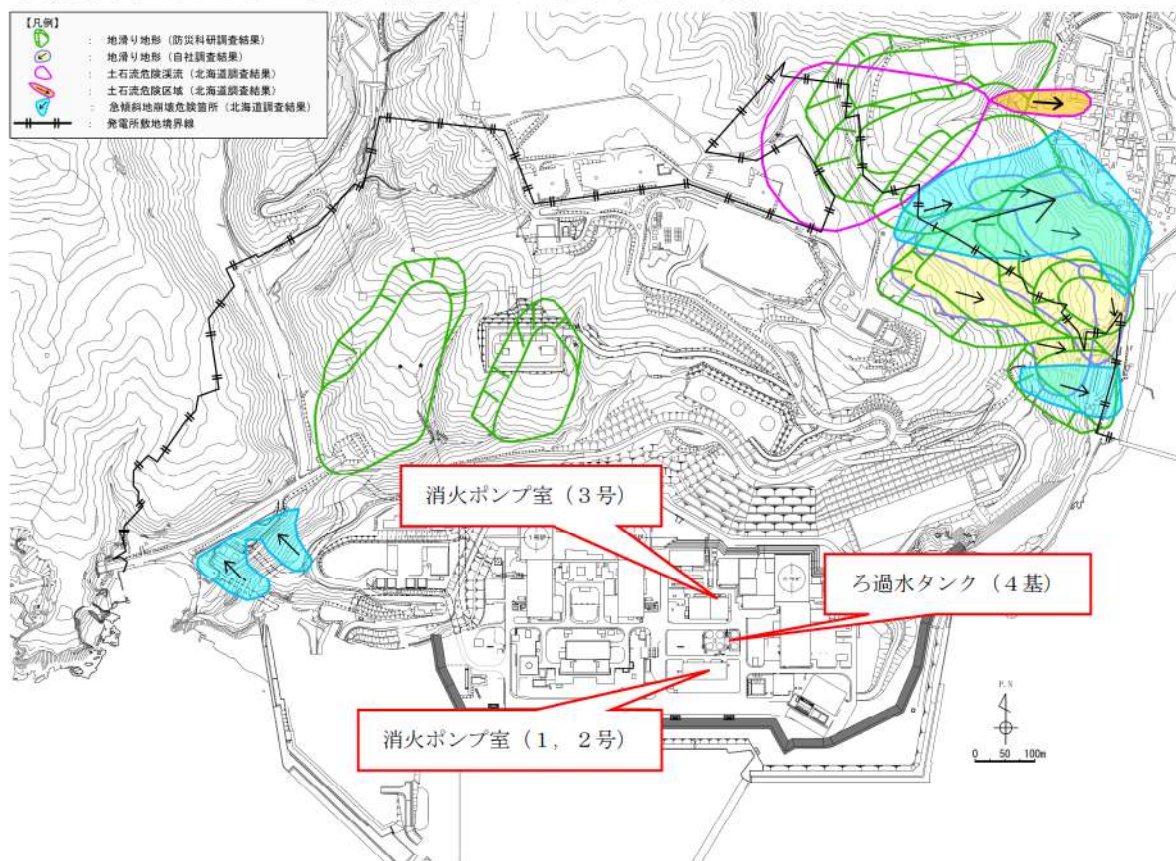 【凡例】
： 地滑り地形（防災科研調査結果）
： 地滑り地形（自社調査結果）
： 土石流危険渓流（北海道調査結果）
： 土石流危険区域（北海道調査結果）
： 急傾斜地崩壊危険箇所（北海道調査結果）
： 発電所敷地境界線
消火ポンプ室（３号）
ろ過水タンク（４基）
消火ポンプ室（１，２号）
P.N
0 50 100m